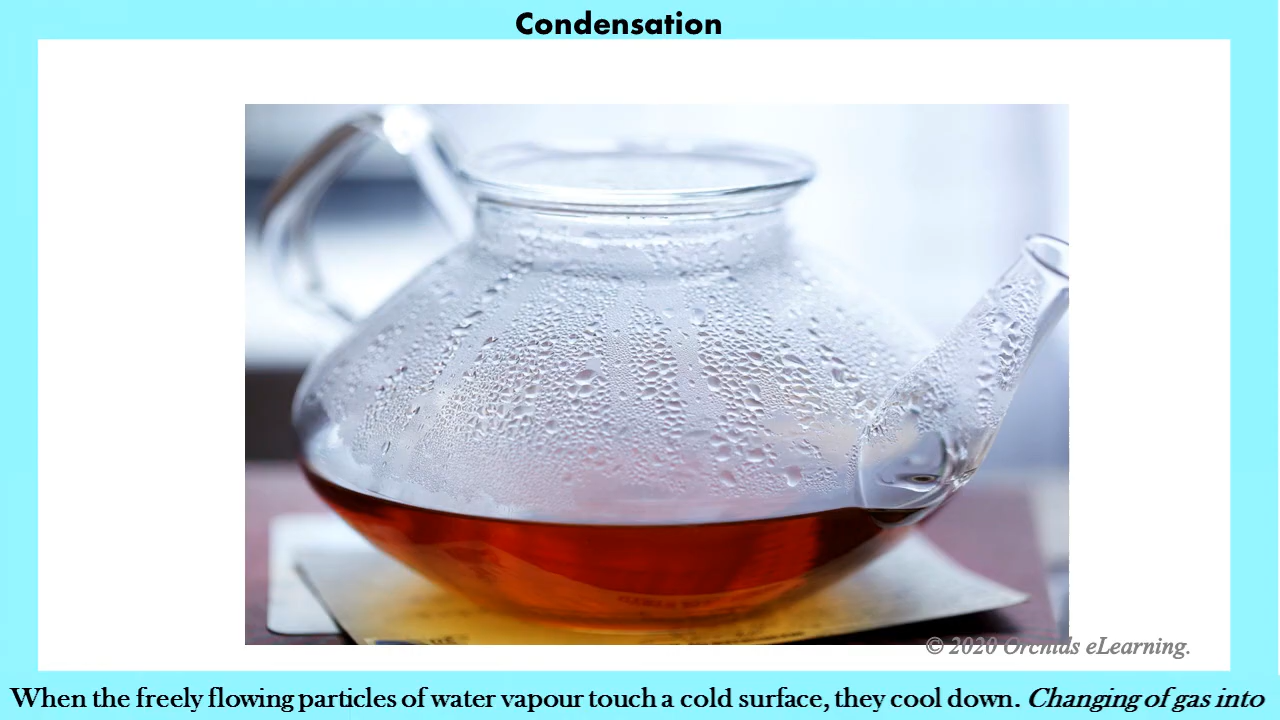 Condensation
© 2020 Orchids eLearning.
When the freely flowing particles of water vapour touch a cold surface, they cool down. Changing of gas into